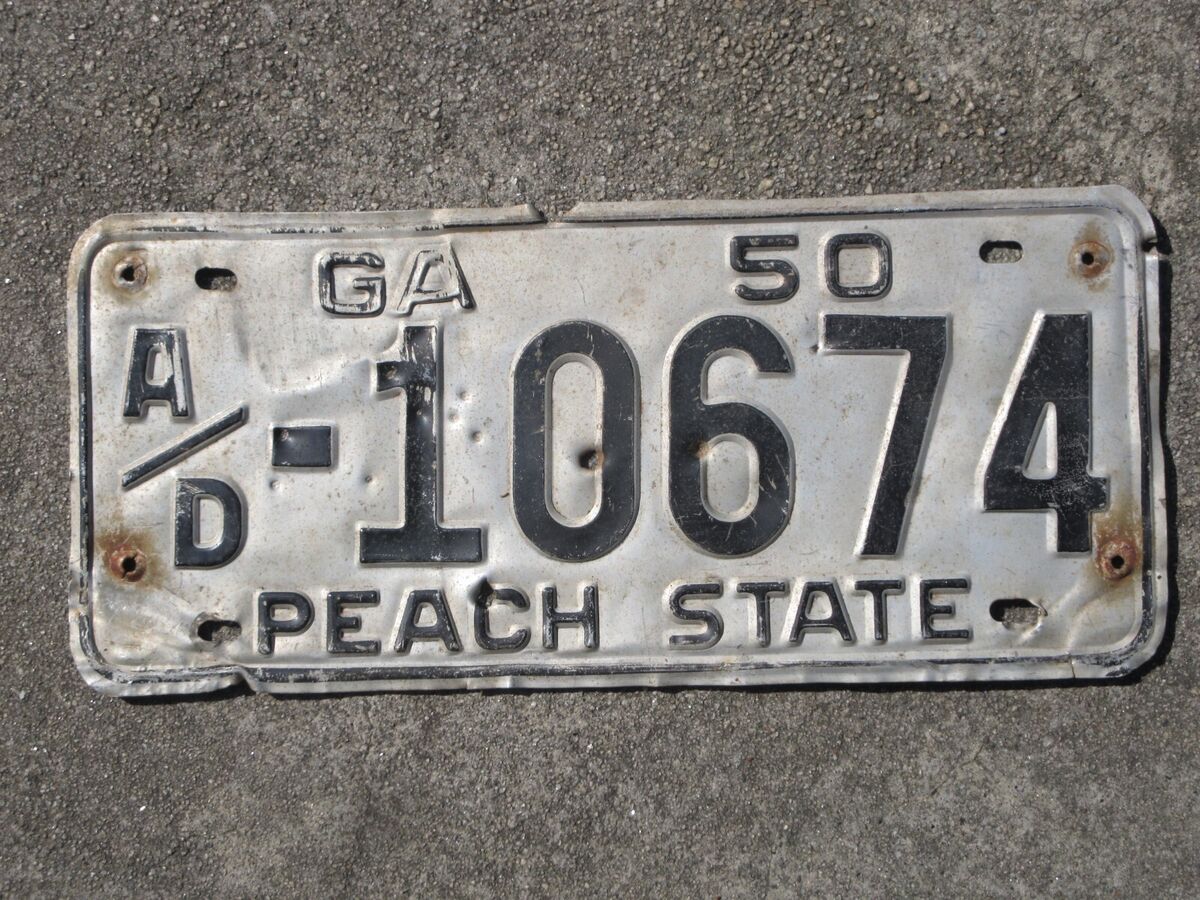 GA 50
A/D-10674
PEACH STATE